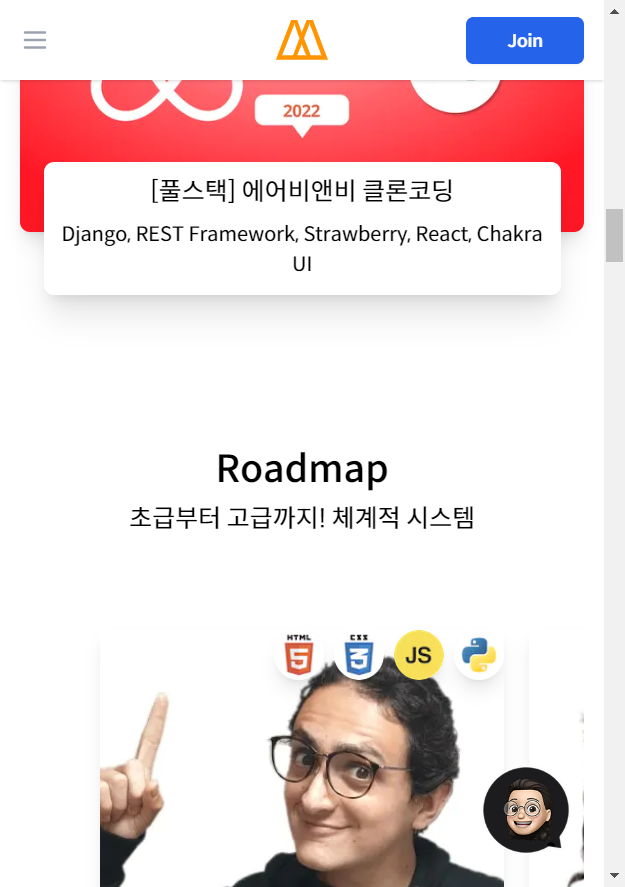 Join
2022
[풀스택] 에어비앤비 클론코딩
Django, REST Framework, Strawberry, React, Chakra
UI
Roadmap
초급부터 고급까지! 체계적 시스템
HTML
5
CSS
3
JS